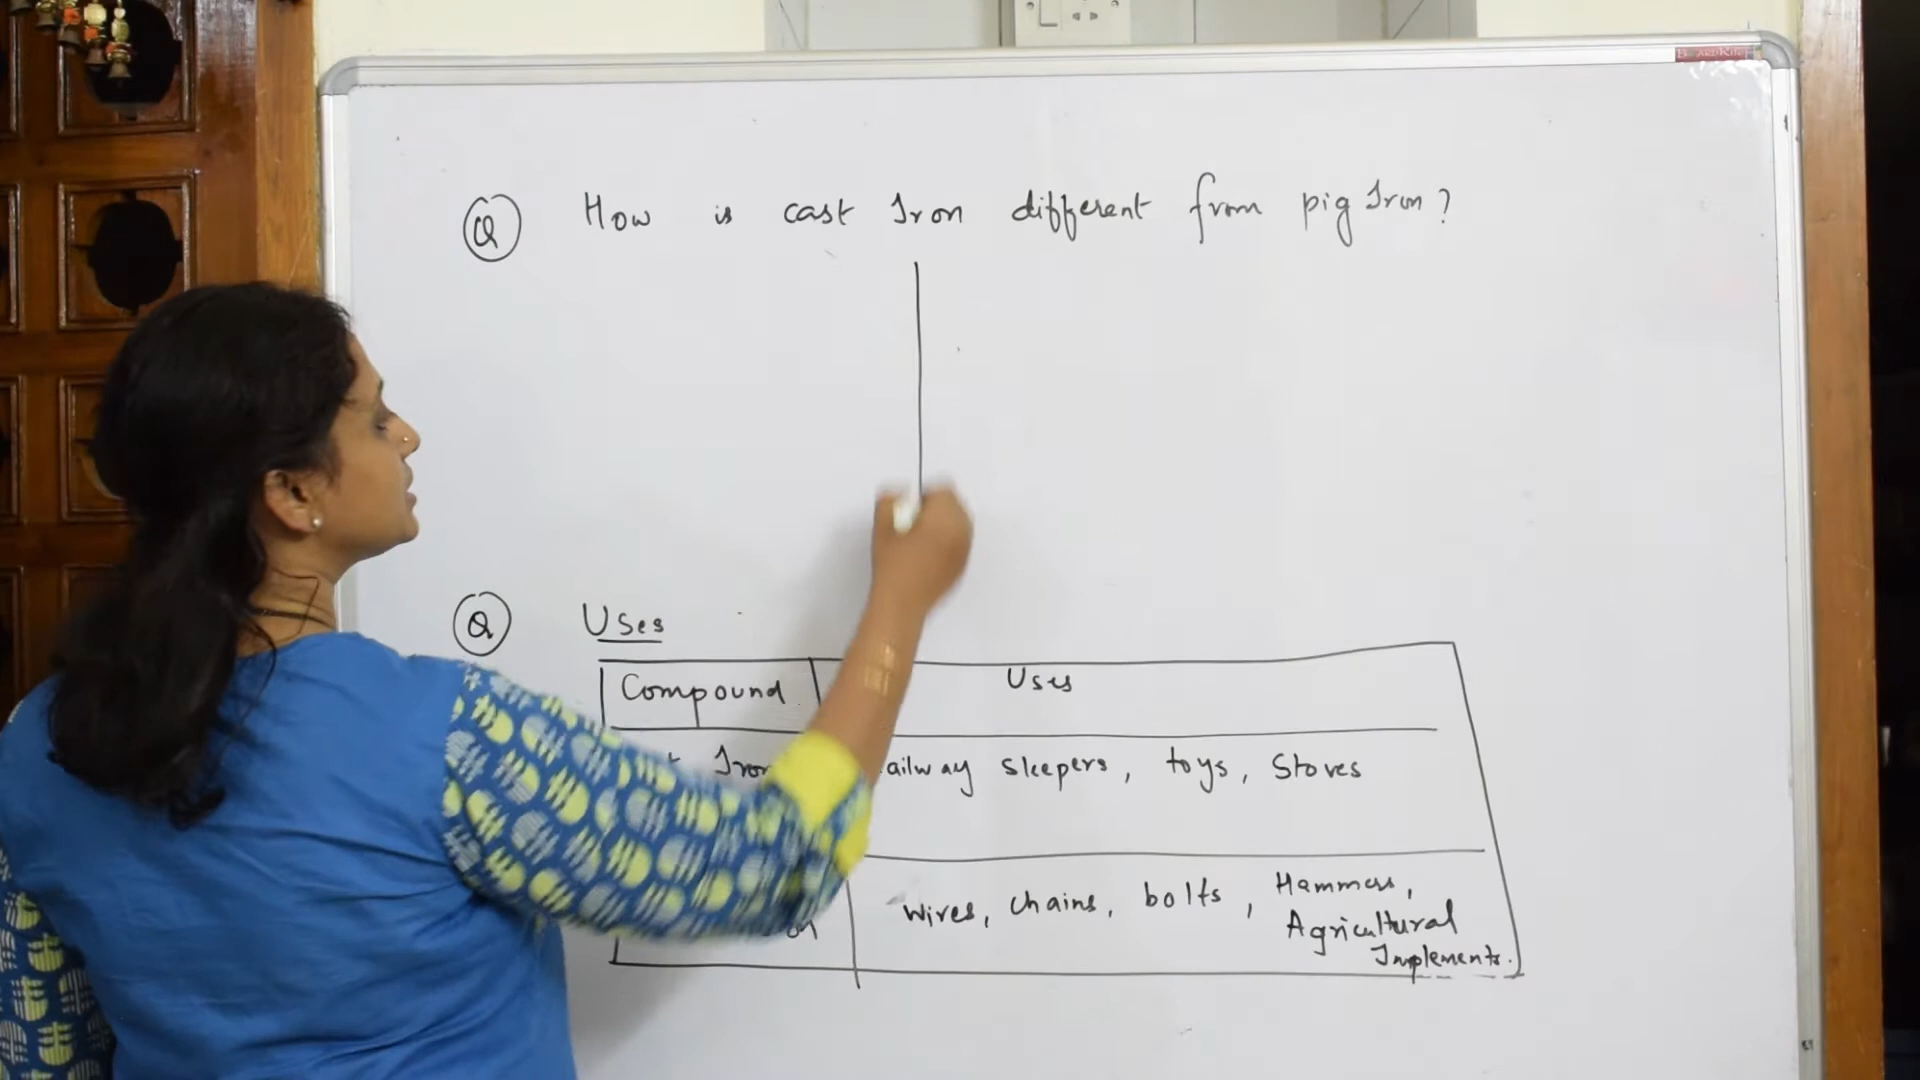 Q How is cast Iron different from pig Iron?
Q Uses
Compound Uses
Iron ailway sleepers, toys, Stoves
wires, chains, bolts, Hammers,
Agricultural
Implements.